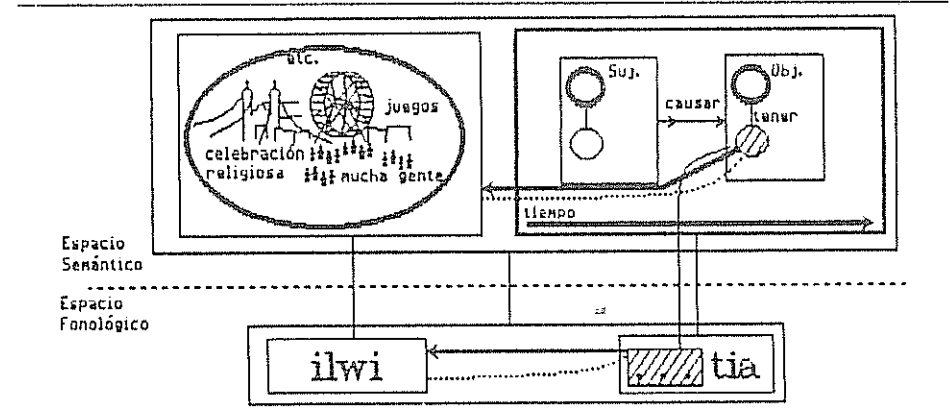 etc.
juegos
celebración
religiosa
mucha gente
Suj.
causar
Obj.
tener
tiempo
Espacio
Semántico
Espacio
Fonológico
ilwi
tia